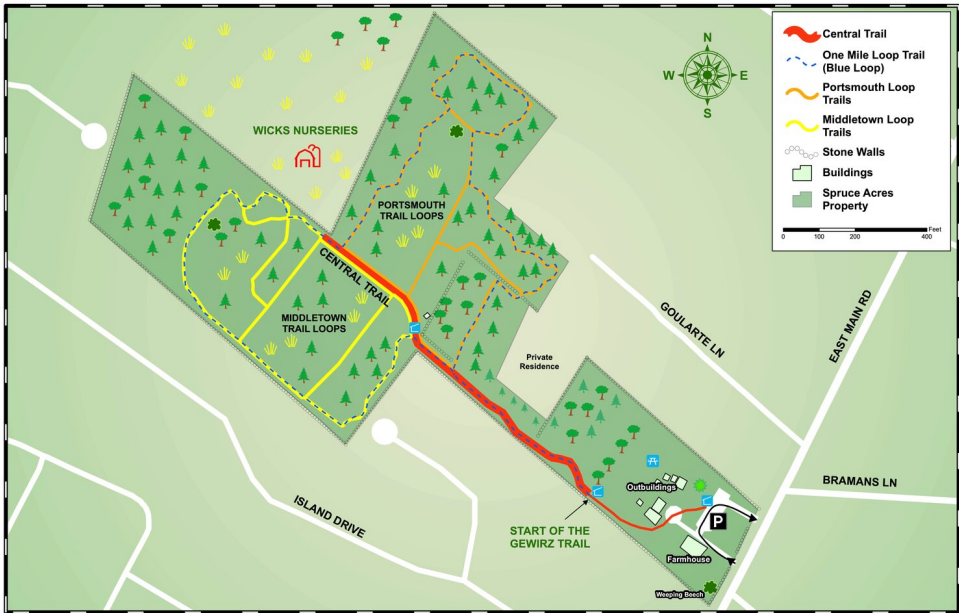 WICKS NURSERIES
PORTSMOUTH
TRAIL LOOPS
CENTRAL TRAIL
MIDDLETOWN
TRAIL LOOPS
Private
Residence
GOULARTE LN
EAST MAIN RD
BRAMANS LN
ISLAND DRIVE
START OF THE
GEWIRZ TRAIL
Outbuildings
P
Farmhouse
Weeping Beech
N
W E
S
Central Trail
One Mile Loop Trail
(Blue Loop)
Portsmouth Loop
Trails
Middletown Loop
Trails
Stone Walls
Buildings
Spruce Acres
Property
Feet
0 100 200 400